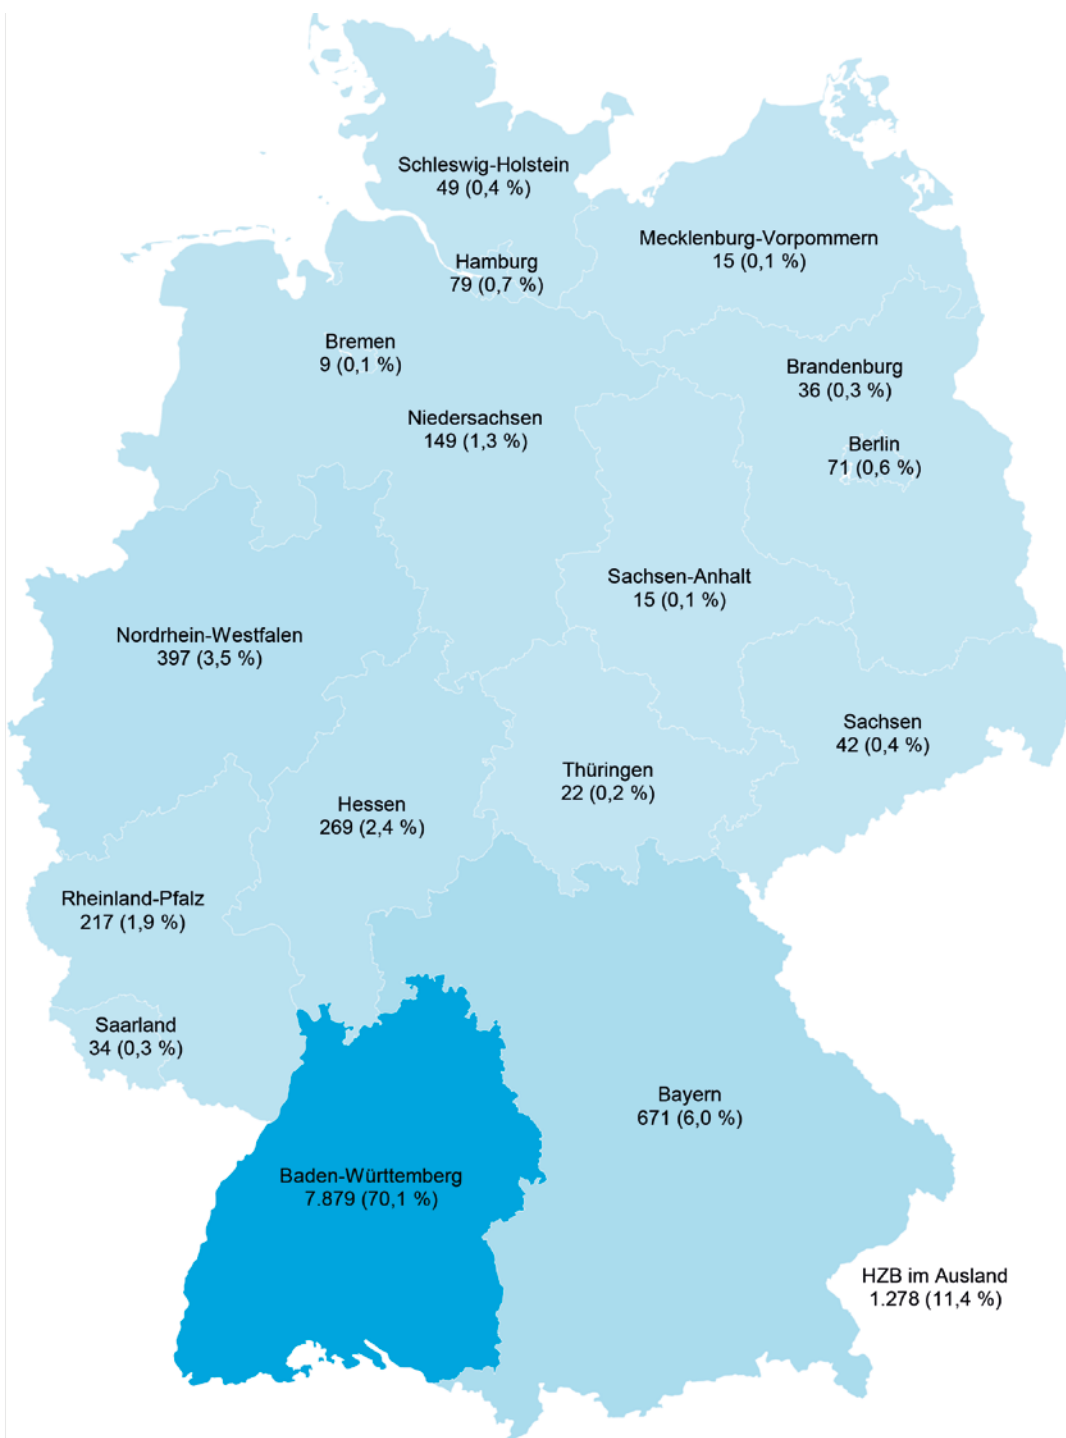 Schleswig-Holstein
49 (0,4 %)
Mecklenburg-Vorpommern
15 (0,1 %)
Hamburg
79 (0,7 %)
Bremen
9 (0,1 %)
Brandenburg
36 (0,3 %)
Niedersachsen
149 (1,3 %)
Berlin
71 (0,6 %)
Sachsen-Anhalt
15 (0,1 %)
Nordrhein-Westfalen
397 (3,5 %)
Sachsen
42 (0,4 %)
Thüringen
22 (0,2 %)
Hessen
269 (2,4 %)
Rheinland-Pfalz
217 (1,9 %)
Saarland
34 (0,3 %)
Bayern
671 (6,0 %)
Baden-Württemberg
7.879 (70,1 %)
HZB im Ausland
1.278 (11,4 %)